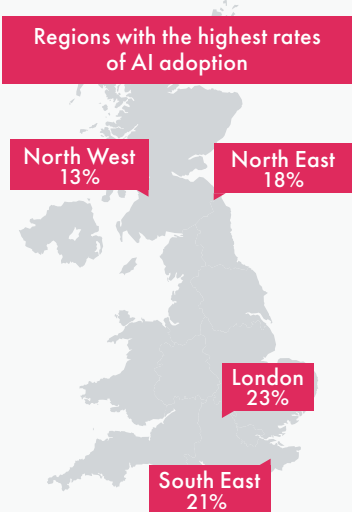 Regions with the highest rates
of AI adoption
North West
13%
North East
18%
London
23%
South East
21%